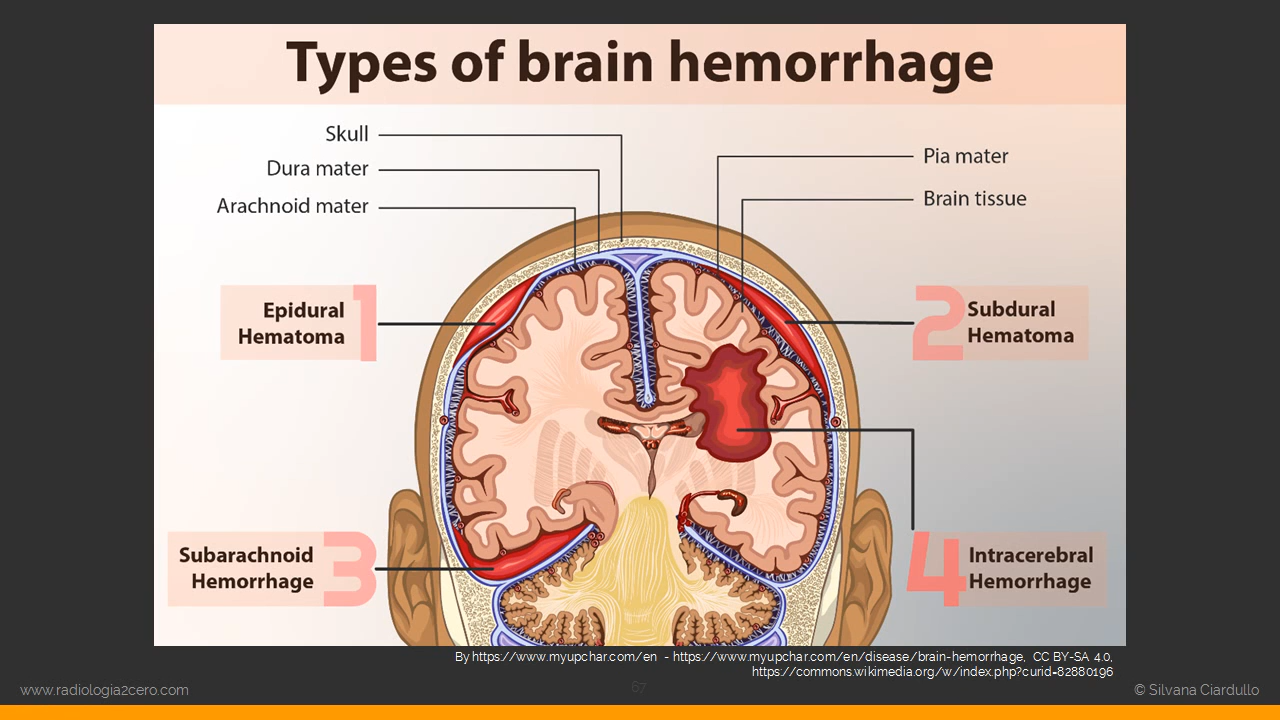 Types of brain hemorrhage
Skull
Dura mater
Arachnoid mater
Pia mater
Brain tissue
Epidural
Hematoma
1
2
Subdural
Hematoma
Subarachnoid
Hemorrhage
3
4
Intracerebral
Hemorrhage
By https://www.myupchar.com/en - https://www.myupchar.com/en/disease/brain-hemorrhage, CC BY-SA 4.0,
https://commons.wikimedia.org/w/index.php?curid=82880196
www.radiologia2cero.com
67
© Silvana Ciardullo